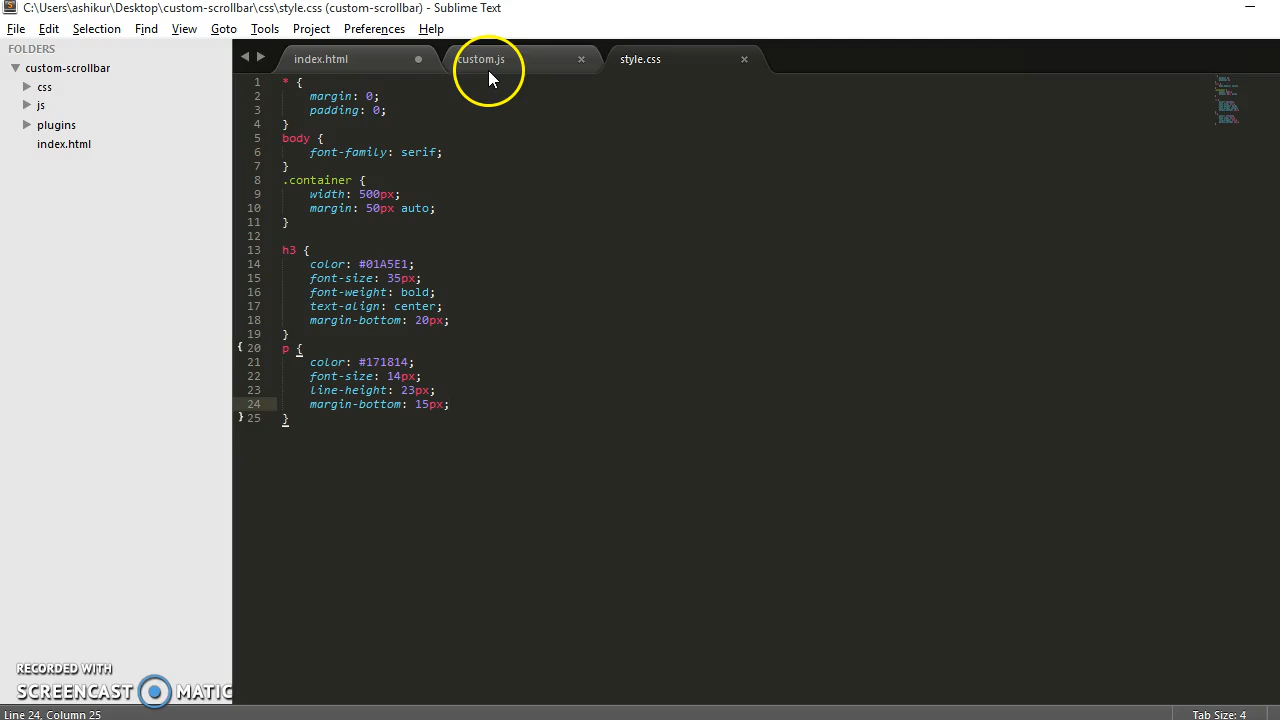 C:\Users\ashikur\Desktop\custom-scrollbar\css\style.css (custom-scrollbar) - Sublime Text
File Edit Selection Find View Goto Tools Project Preferences Help
FOLDERS
custom-scrollbar
css
js
plugins
index.html
index.html custom.js style.css
1 * {
2 margin: 0;
3 padding: 0;
4 }
5 body {
6 font-family: serif;
7 }
8 .container {
9 width: 500px;
10 margin: 50px auto;
11 }
12
13 h3 {
14 color: #01A5E1;
15 font-size: 35px;
16 font-weight: bold;
17 text-align: center;
18 margin-bottom: 20px;
19 }
{ 20 p {
21 color: #171814;
22 font-size: 14px;
23 line-height: 23px;
24 margin-bottom: 15px;
} 25 }
RECORDED WITH
SCREENCAST MATIC
Line 24, Column 25
Tab Size: 4